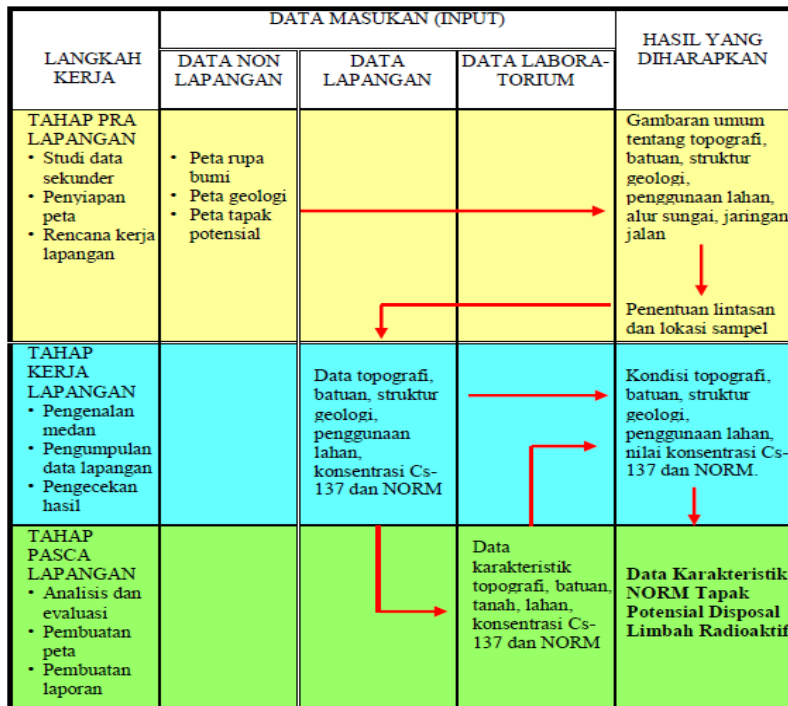 DATA MASUKAN (INPUT)
LANGKAH
KERJA
DATA NON
LAPANGAN
DATA
LAPANGAN
DATA LABORA-
TORIUM
HASIL YANG
DIHARAPKAN
TAHAP PRA
LAPANGAN
• Studi data
sekunder
• Penyiapan
peta
• Rencana kerja
lapangan
• Peta rupa
bumi
• Peta geologi
• Peta tapak
potensial
Gambaran umum
tentang topografi,
batuan, struktur
geologi,
penggunaan lahan,
alur sungai, jaringan
jalan
Penentuan lintasan
dan lokasi sampel
TAHAP
KERJA
LAPANGAN
• Pengenalan
medan
• Pengumpulan
data lapangan
• Pengecekan
hasil
Data topografi,
batuan, struktur
geologi,
penggunaan
lahan,
konsentrasi Cs-
137 dan NORM
Kondisi topografi,
batuan, struktur
geologi,
penggunaan lahan,
nilai konsentrasi Cs-
137 dan NORM.
TAHAP
PASCA
LAPANGAN
• Analisis dan
evaluasi
• Pembuatan
peta
• Pembuatan
laporan
Data
karakteristik
topografi, batuan,
tanah, lahan,
konsentrasi Cs-
137 dan NORM
Data Karakteristik
NORM Tapak
Potensial Disposal
Limbah Radioaktif